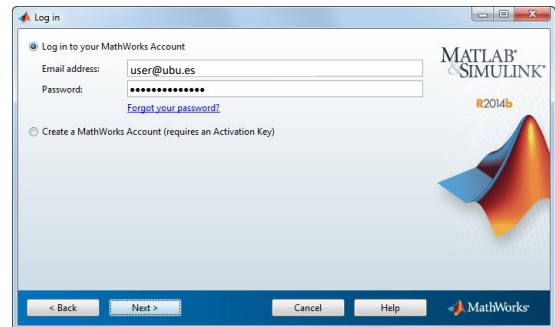 Log in
Log in to your MathWorks Account
MATLAB®
&SIMULINK®
Email address:
user@ubu.es
Password:
••••••••••••••
R2014b
Forgot your password?
Create a MathWorks Account (requires an Activation Key)
< Back
Next >
Cancel
Help
MathWorks®